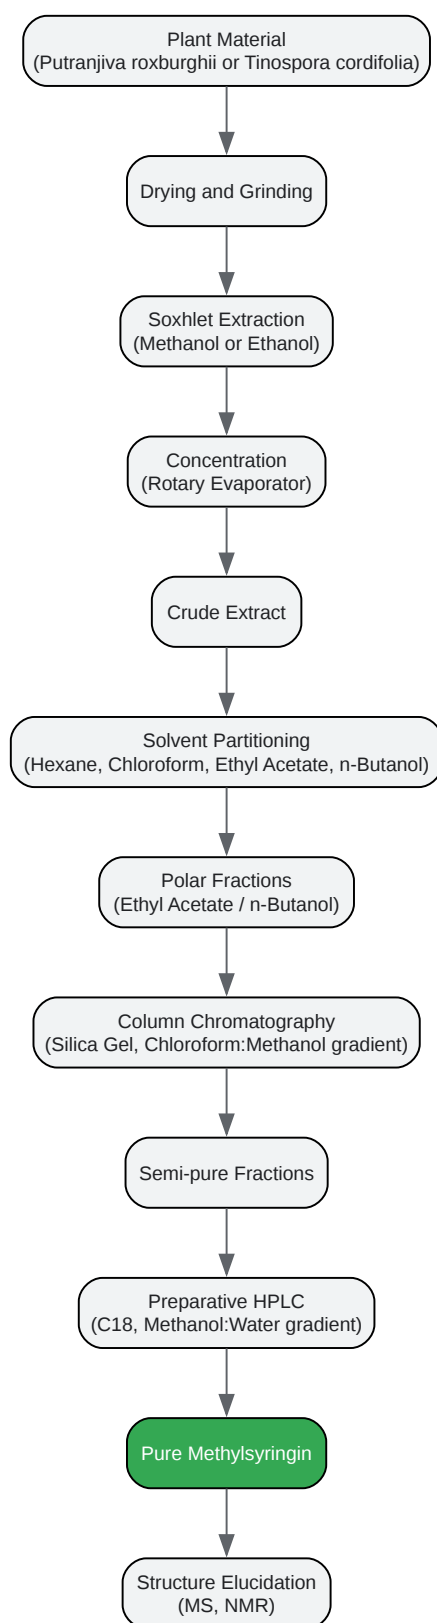 Plant Material
(Putranjiva roxburghii or Tinospora cordifolia)
Drying and Grinding
Soxhlet Extraction
(Methanol or Ethanol)
Concentration
(Rotary Evaporator)
Crude Extract
Solvent Partitioning
(Hexane, Chloroform, Ethyl Acetate, n-Butanol)
Polar Fractions
(Ethyl Acetate / n-Butanol)
Column Chromatography
(Silica Gel, Chloroform:Methanol gradient)
Semi-pure Fractions
Preparative HPLC
(C18, Methanol:Water gradient)
Pure Methylsyringin
Structure Elucidation
(MS, NMR)